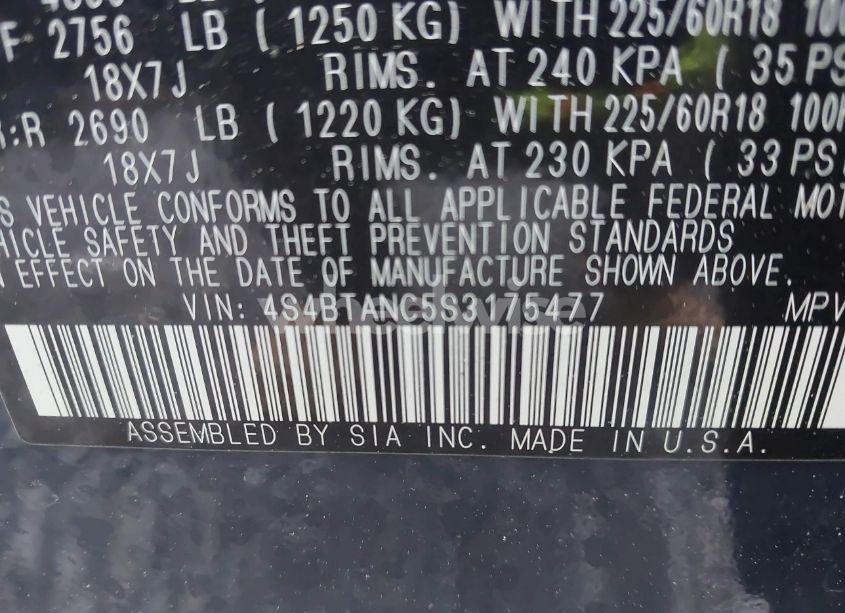 F 2756 LB ( 1250 KG) WITH 225/60R18 100
18X7J RIMS. AT 240 KPA ( 35 PS
R 2690 LB ( 1220 KG) WITH 225/60R18 100
18X7J RIMS. AT 230 KPA ( 33 PS
S VEHICLE CONFORMS TO ALL APPLICABLE FEDERAL MOT
HICLE SAFETY AND THEFT PREVENTION STANDARDS
EFFECT ON THE DATE OF MANUFACTURE SHOWN ABOVE.
VIN: 4S4BTANC5S3175477 MPV
ASSEMBLED BY SIA INC. MADE IN U.S.A.